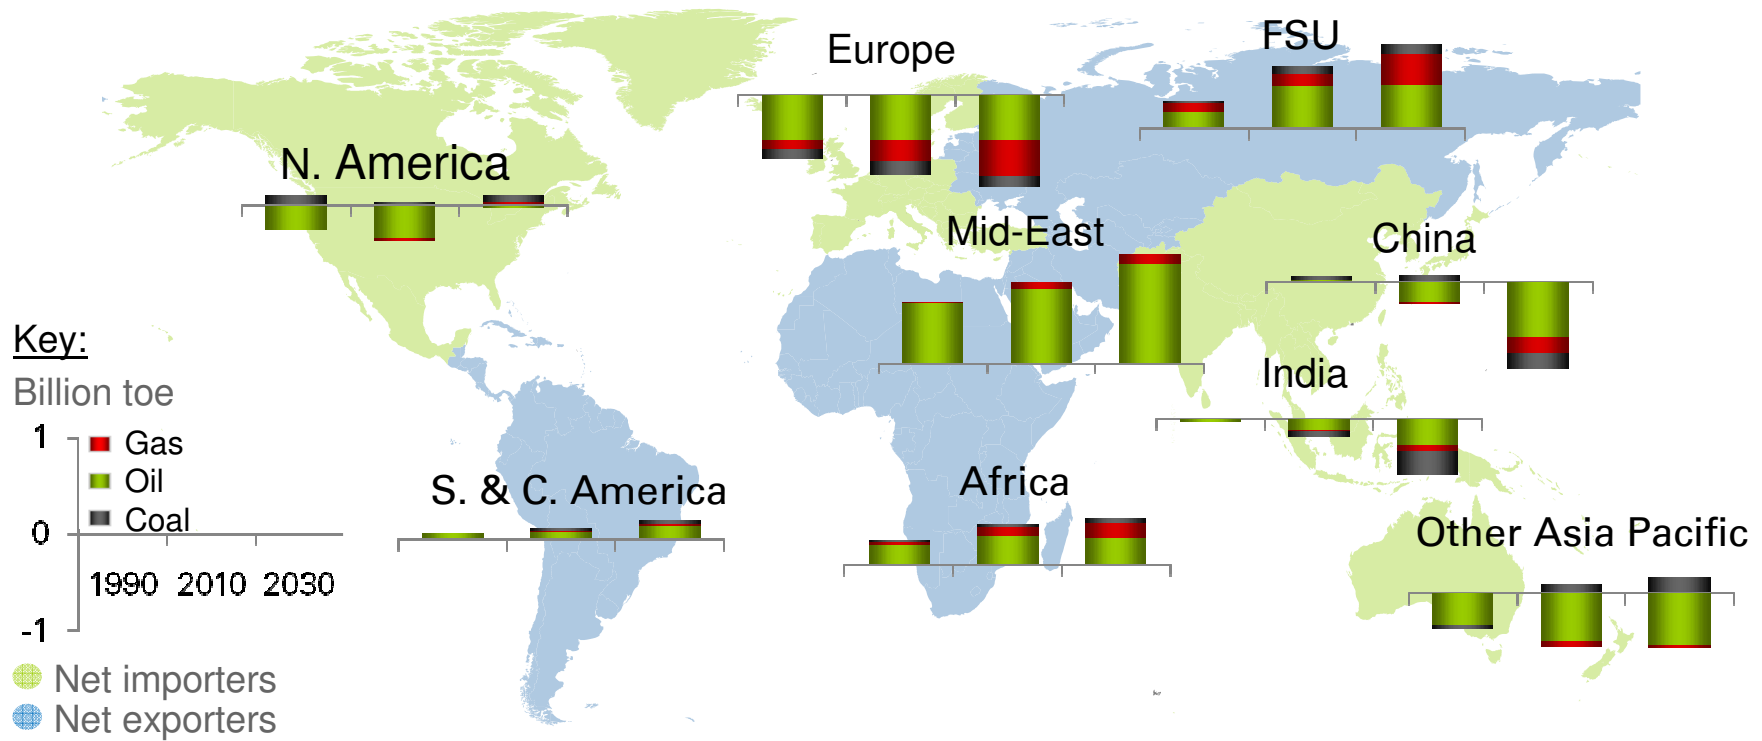 FSU
Europe
N. America
Mid-East
China
Key:
Billion toe
India
1
Gas
Oil
Coal
0
S. & C. America
Africa
Other Asia Pacific
1990 2010 2030
-1
Net importers
Net exporters